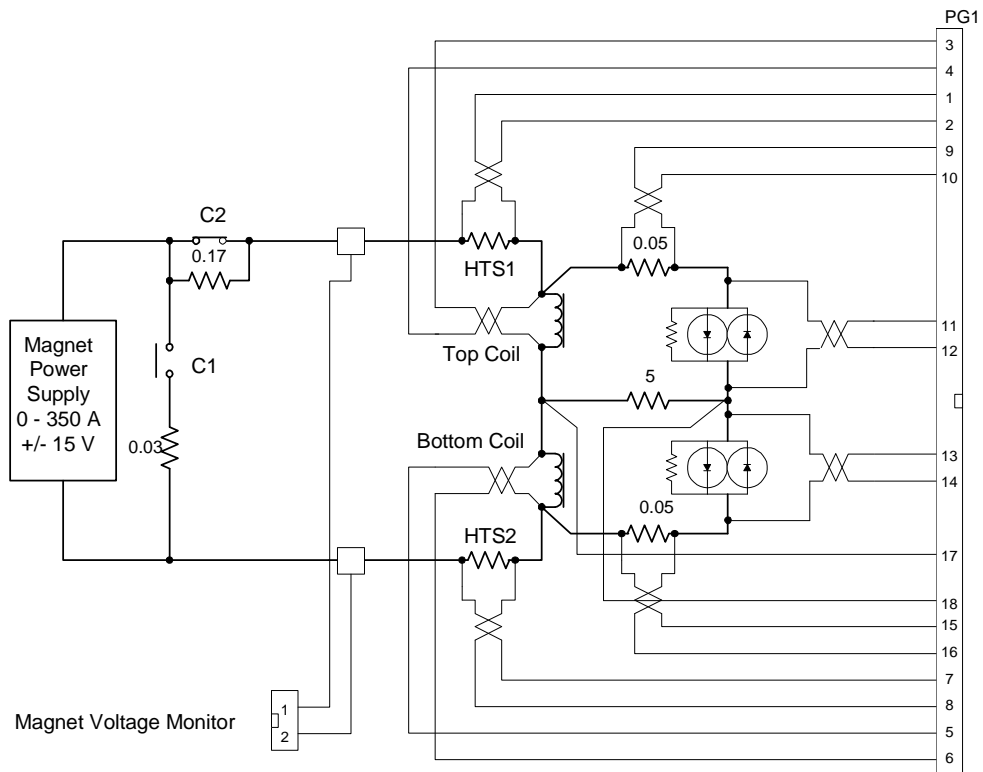 PG1
3
4
1
2
9
10
C2
0.17
HTS1
0.05
Magnet
Power
Supply
0 - 350 A
+/- 15 V
C1
Top Coil
11
12
5
0.03
Bottom Coil
13
14
0.05
HTS2
17
18
15
16
7
8
5
6
Magnet Voltage Monitor
1
2